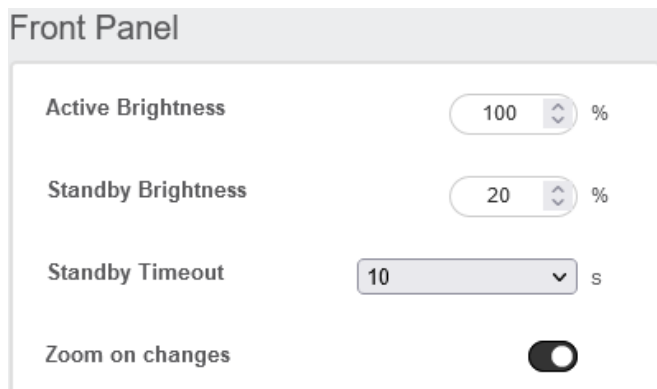 Front Panel
Active Brightness 100 %
Standby Brightness 20 %
Standby Timeout 10 s
Zoom on changes